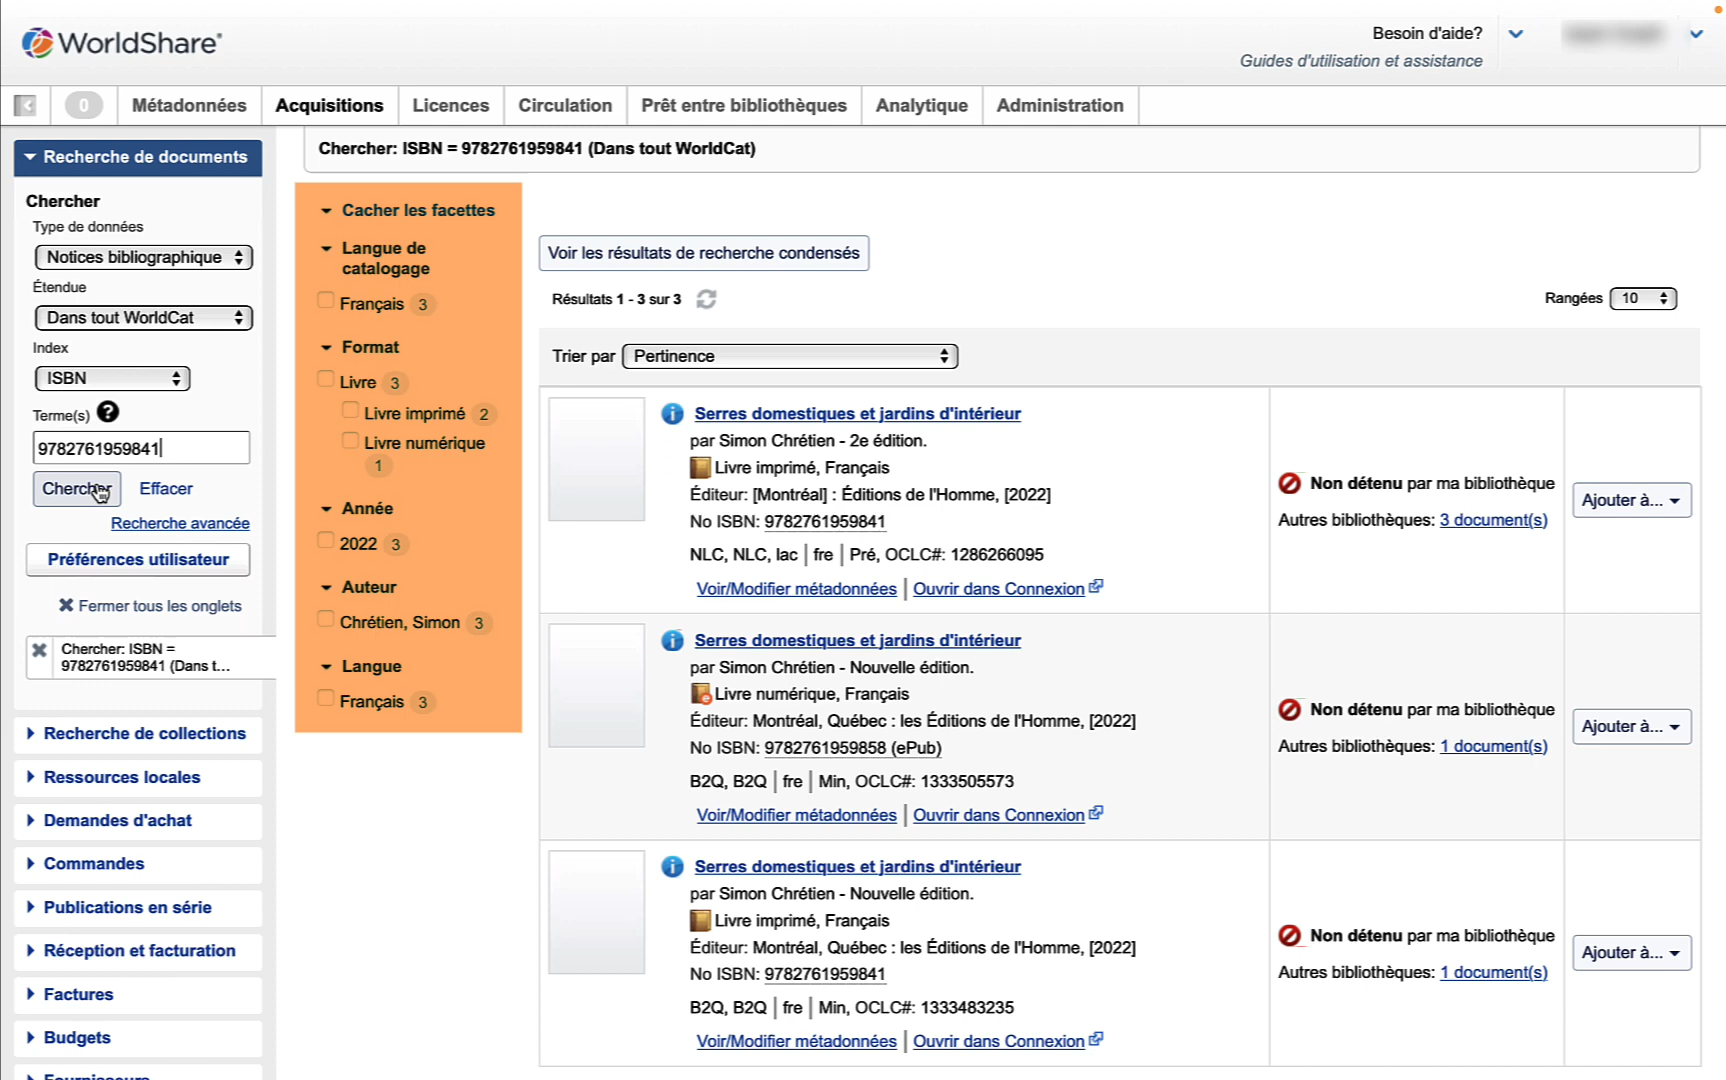 WorldShare®
Besoin d'aide?
Guides d'utilisation et assistance
0
Métadonnées
Acquisitions
Licences
Circulation
Prêt entre bibliothèques
Analytique
Administration
Recherche de documents
Chercher
Type de données
Notices bibliographique
Étendue
Dans tout WorldCat
Index
ISBN
Terme(s) ?
9782761959841
Chercher
Effacer
Recherche avancée
Préférences utilisateur
Fermer tous les onglets
Chercher: ISBN =
9782761959841 (Dans t...
Recherche de collections
Ressources locales
Demandes d'achat
Commandes
Publications en série
Réception et facturation
Factures
Budgets
Chercher: ISBN = 9782761959841 (Dans tout WorldCat)
Cacher les facettes
Langue de
catalogage
Français 3
Format
Livre 3
Livre imprimé 2
Livre numérique
1
Année
2022 3
Auteur
Chrétien, Simon 3
Langue
Français 3
Voir les résultats de recherche condensés
Résultats 1 - 3 sur 3
Rangées 10
Trier par Pertinence
Serres domestiques et jardins d'intérieur
par Simon Chrétien - 2e édition.
Livre imprimé, Français
Éditeur: [Montréal] : Éditions de l'Homme, [2022]
No ISBN: 9782761959841
NLC, NLC, lac | fre | Pré, OCLC#: 1286266095
Voir/Modifier métadonnées | Ouvrir dans Connexion
Non détenu par ma bibliothèque
Autres bibliothèques: 3 document(s)
Ajouter à...
Serres domestiques et jardins d'intérieur
par Simon Chrétien - Nouvelle édition.
Livre numérique, Français
Éditeur: Montréal, Québec : les Éditions de l'Homme, [2022]
No ISBN: 9782761959858 (ePub)
B2Q, B2Q | fre | Min, OCLC#: 1333505573
Voir/Modifier métadonnées | Ouvrir dans Connexion
Non détenu par ma bibliothèque
Autres bibliothèques: 1 document(s)
Ajouter à...
Serres domestiques et jardins d'intérieur
par Simon Chrétien - Nouvelle édition.
Livre imprimé, Français
Éditeur: Montréal, Québec : les Éditions de l'Homme, [2022]
No ISBN: 9782761959841
B2Q, B2Q | fre | Min, OCLC#: 1333483235
Voir/Modifier métadonnées | Ouvrir dans Connexion
Non détenu par ma bibliothèque
Autres bibliothèques: 1 document(s)
Ajouter à...